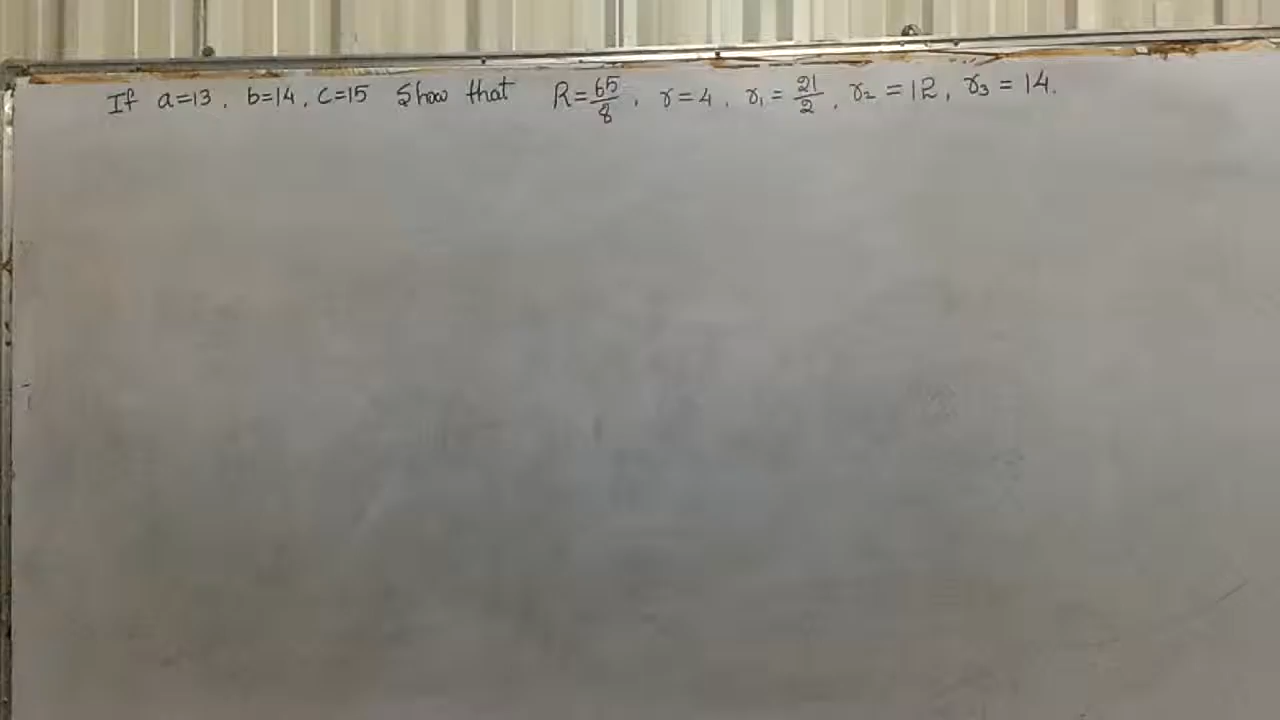 If a=13, b=14, c=15 Show that R=65/8, r=4, r₁=21/2, r₂=12, r₃=14.